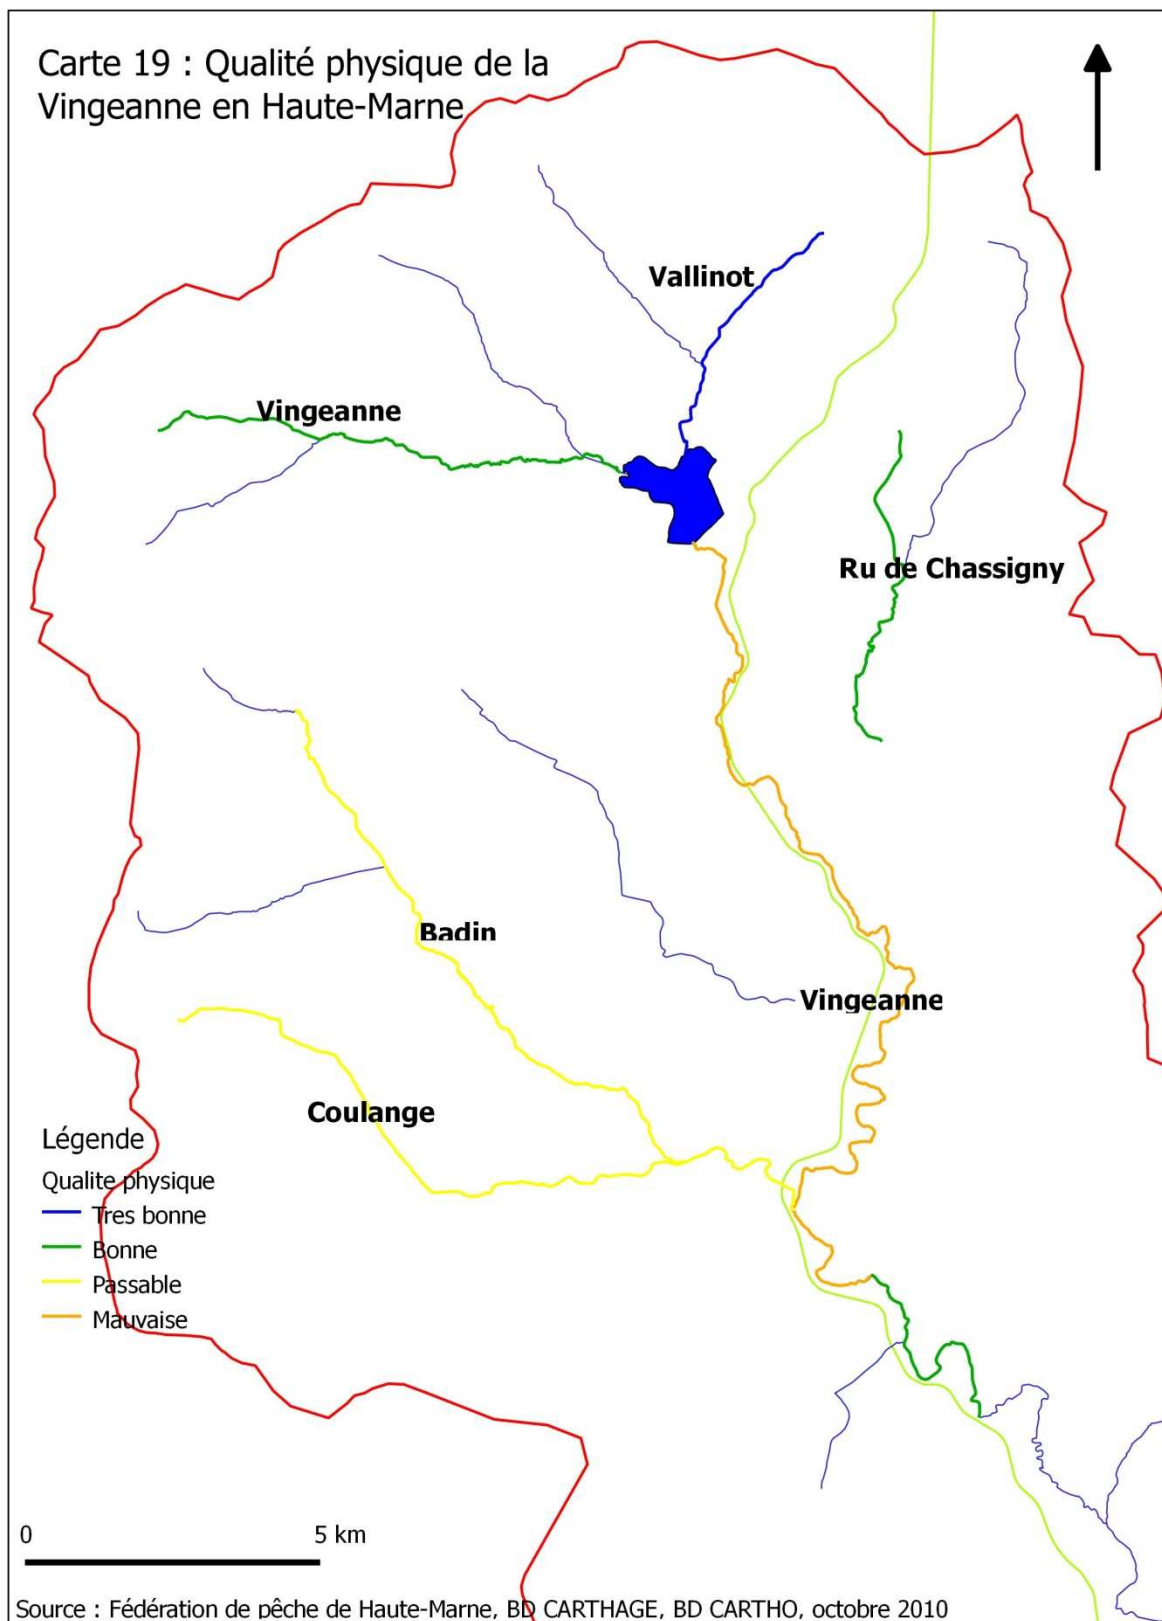 Carte 19 : Qualité physique de la
Vingeanne en Haute-Marne
Vallinot
Vingeanne
Ru de Chassigny
Badin
Vingeanne
Coulange
Légende
Qualite physique
Tres bonne
Bonne
Passable
Mauvaise
0 5 km
Source : Fédération de pêche de Haute-Marne, BD CARTHAGE, BD CARTHO, octobre 2010